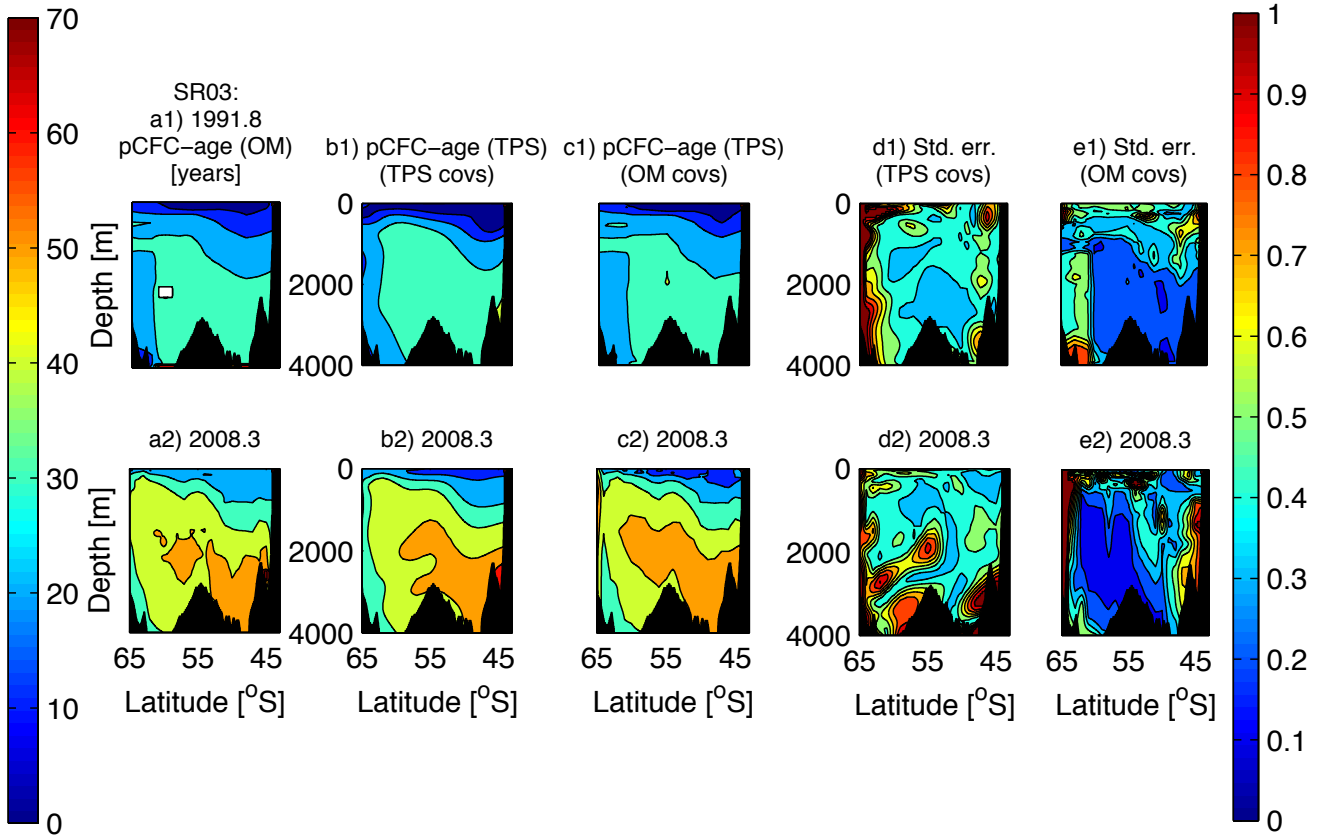 70
60
50
40
30
20
10
0
SR03:
a1) 1991.8
pCFC−age (OM)
[years]
b1) pCFC−age (TPS)
(TPS covs)
c1) pCFC−age (TPS)
(OM covs)
d1) Std. err.
(TPS covs)
e1) Std. err.
(OM covs)
Depth [m]
0
2000
4000
0
2000
4000
a2) 2008.3
b2) 2008.3
c2) 2008.3
d2) 2008.3
e2) 2008.3
Depth [m]
0
2000
4000
0
2000
4000
65 55 45
65 55 45
65 55 45
65 55 45
65 55 45
Latitude [°S]
Latitude [°S]
Latitude [°S]
Latitude [°S]
Latitude [°S]
1
0.9
0.8
0.7
0.6
0.5
0.4
0.3
0.2
0.1
0